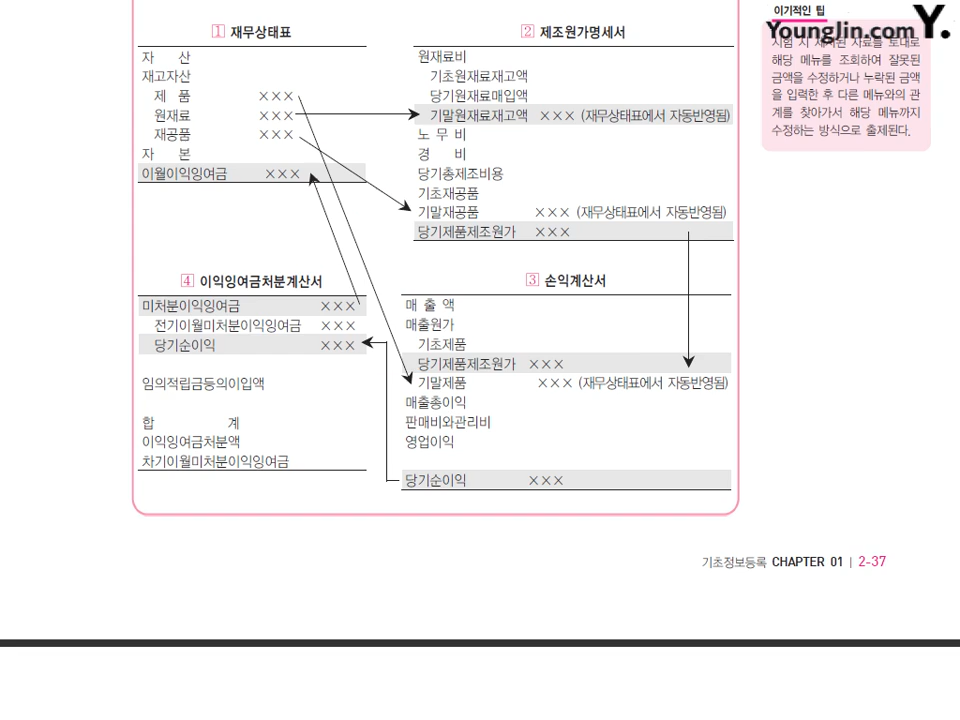 이기적인 팁
Younglin.com Y.
시험 시 제시된 자료를 토대로
해당 메뉴를 조회하여 잘못된
금액을 수정하거나 누락된 금액
을 입력한 후 다른 메뉴와의 관
계를 찾아가서 해당 메뉴까지
수정하는 방식으로 출제된다.
1 재무상태표
자 산
재고자산
제 품 ×××
원재료 ×××
재공품 ×××
자 본
이월이익잉여금 ×××
2 제조원가명세서
원재료비
기초원재료재고액
당기원재료매입액
기말원재료재고액 ××× (재무상태표에서 자동반영됨)
노 무 비
경 비
당기총제조비용
기초재공품
기말재공품 ××× (재무상태표에서 자동반영됨)
당기제품제조원가 ×××
4 이익잉여금처분계산서
미처분이익잉여금 ×××
전기이월미처분이익잉여금 ×××
당기순이익 ×××
임의적립금등의이입액
합 계
이익잉여금처분액
차기이월미처분이익잉여금
3 손익계산서
매 출 액
매출원가
기초제품
당기제품제조원가 ×××
기말제품 ××× (재무상태표에서 자동반영됨)
매출총이익
판매비와관리비
영업이익
당기순이익 ×××
기초정보등록 CHAPTER 01 | 2-37